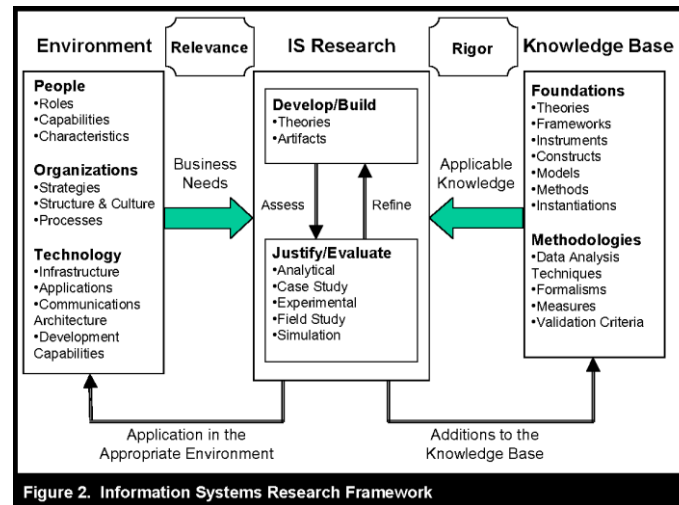 Environment
Relevance
IS Research
Rigor
Knowledge Base
People
•Roles
•Capabilities
•Characteristics
Organizations
•Strategies
•Structure & Culture
•Processes
Technology
•Infrastructure
•Applications
•Communications
Architecture
•Development
Capabilities
Business
Needs
Develop/Build
•Theories
•Artifacts
Assess
Refine
Justify/Evaluate
•Analytical
•Case Study
•Experimental
•Field Study
•Simulation
Applicable
Knowledge
Foundations
•Theories
•Frameworks
•Instruments
•Constructs
•Models
•Methods
•Instantiations
Methodologies
•Data Analysis
Techniques
•Formalisms
•Measures
•Validation Criteria
Application in the
Appropriate Environment
Additions to the
Knowledge Base
Figure 2. Information Systems Research Framework